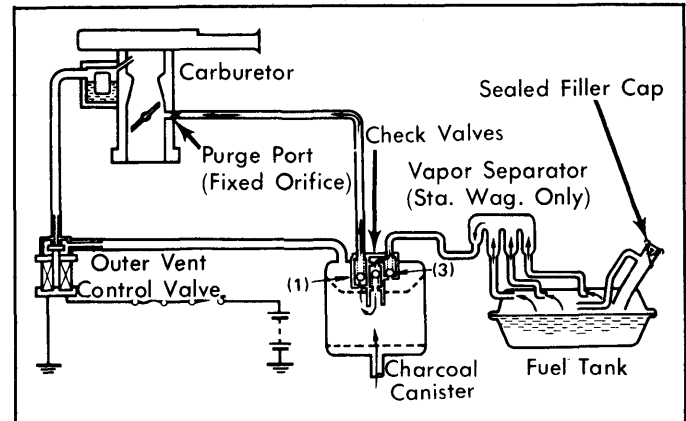 Carburetor
Sealed Filler Cap
Purge Port
(Fixed Orifice)
Check Valves
Vapor Separator
(Sta. Wag. Only)
Outer Vent
Control Valve
(1)
(3)
Charcoal
Canister
Fuel Tank